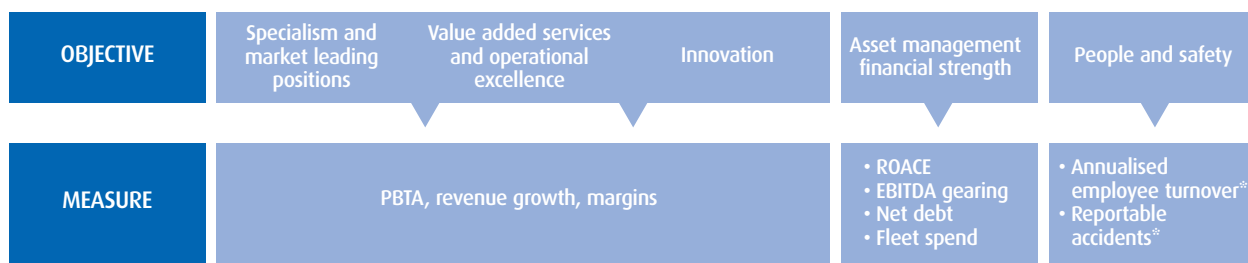 OBJECTIVE
Specialism and
market leading
positions
Value added services
and operational
excellence
Innovation
Asset management
financial strength
People and safety
MEASURE
PBTA, revenue growth, margins
• ROACE
• EBITDA gearing
• Net debt
• Fleet spend
• Annualised
employee turnover*
• Reportable
accidents*